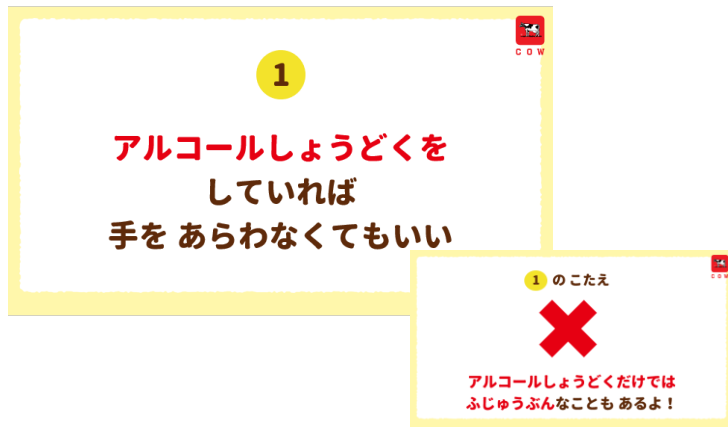 COW
1
アルコールしょうどくを
していれば
手を あらわなくてもいい
COW
1 の こたえ
アルコールしょうどくだけでは
ふじゅうぶんなことも あるよ！